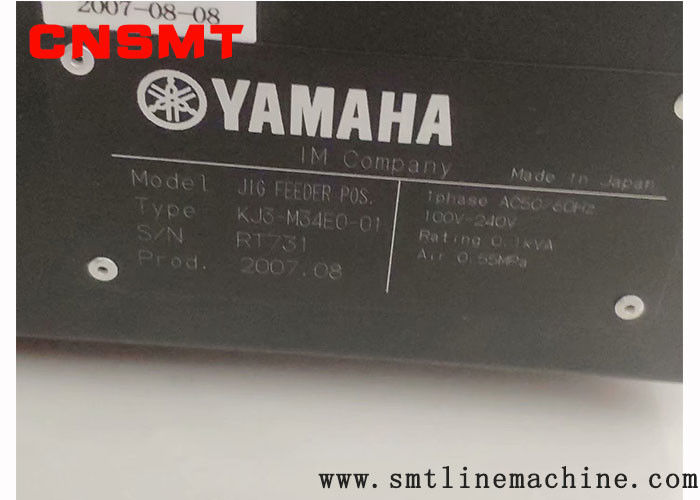 2007-08-08
CNSMT
YAMAHA
IM Company
Made In Japan
Model JIG FEEDER POS.
Type KJ3-M34E0-01
S/N RT731
Prod. 2007.08
1phase AC50/60Hz
100V-240V
Rating 0.1kVA
Air 0.55MPa
www.smtlinemachine.com